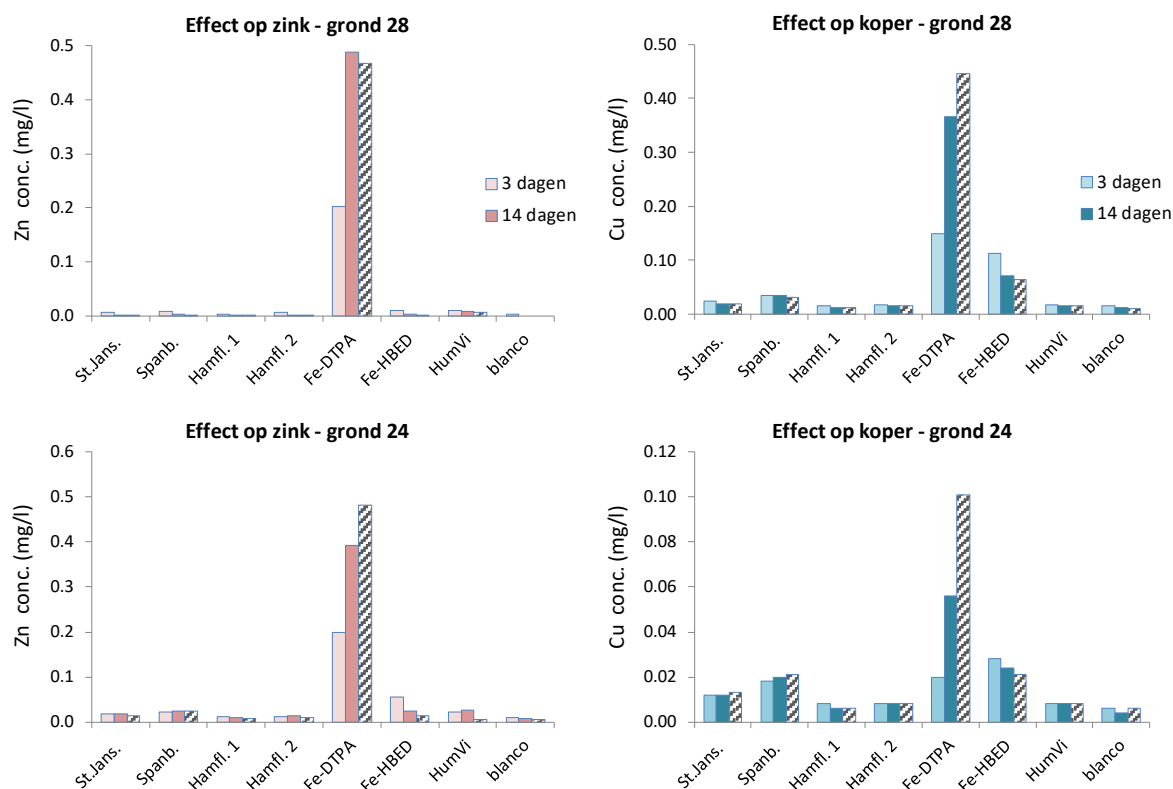 Effect op zink - grond 28
Zn conc. (mg/l)
0.5
0.4
0.3
0.2
0.1
0.0
3 dagen
14 dagen
St.Jans.
Spanb.
Hamfl. 1
Hamfl. 2
Fe-DTPA
Fe-HBED
HumVi
blanco
Effect op koper - grond 28
Cu conc. (mg/l)
0.50
0.40
0.30
0.20
0.10
0.00
3 dagen
14 dagen
St.Jans.
Spanb.
Hamfl. 1
Hamfl. 2
Fe-DTPA
Fe-HBED
HumVi
blanco
Effect op zink - grond 24
Zn conc. (mg/l)
0.6
0.5
0.4
0.3
0.2
0.1
0.0
St.Jans.
Spanb.
Hamfl. 1
Hamfl. 2
Fe-DTPA
Fe-HBED
HumVi
blanco
Effect op koper - grond 24
Cu conc. (mg/l)
0.12
0.10
0.08
0.06
0.04
0.02
0.00
St.Jans.
Spanb.
Hamfl. 1
Hamfl. 2
Fe-DTPA
Fe-HBED
HumVi
blanco